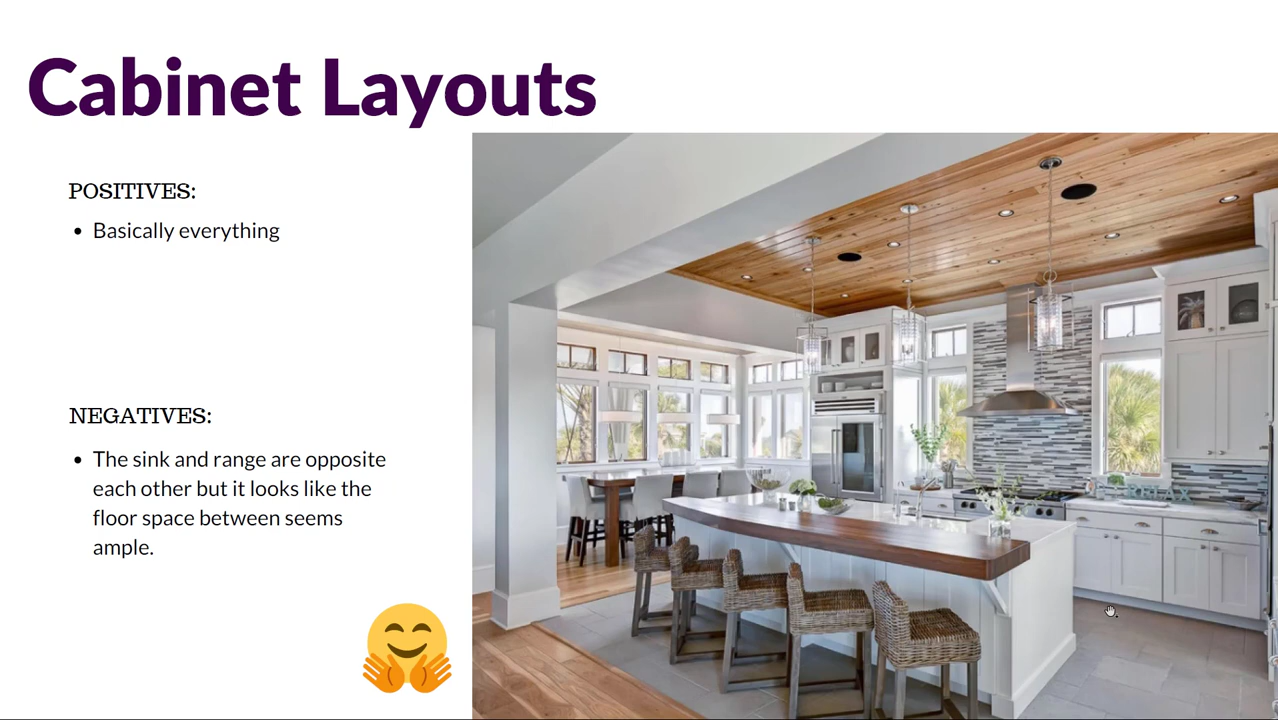 Cabinet Layouts
POSITIVES:
• Basically everything
NEGATIVES:
• The sink and range are opposite
each other but it looks like the
floor space between seems
ample.
RELAX